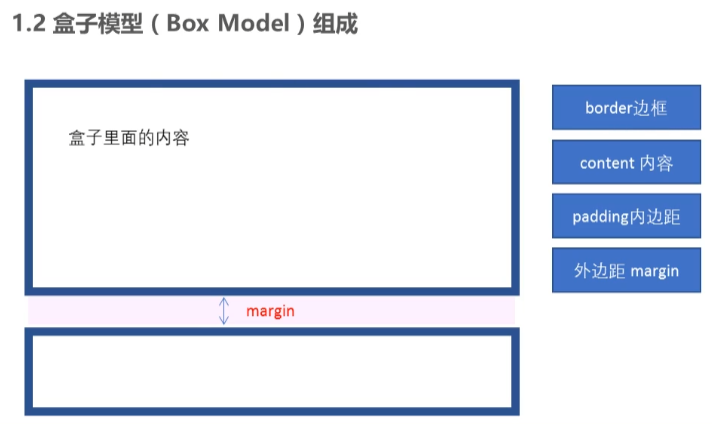 1.2 盒子模型（Box Model）组成
盒子里面的内容
border边框
content 内容
padding内边距
外边距 margin
margin